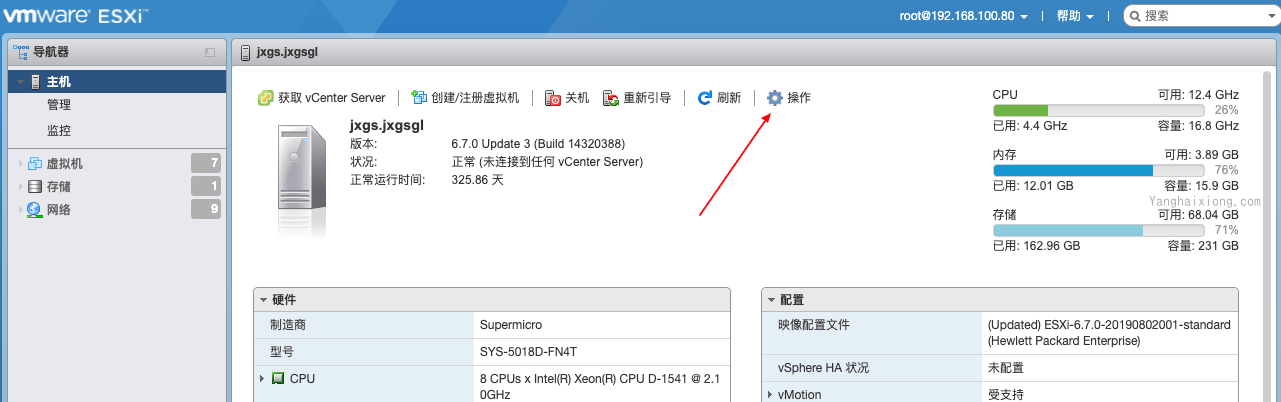 vmware ESXi™
root@192.168.100.80
帮助
搜索
导航器
主机
管理
监控
虚拟机 7
存储 1
网络 9
jxgs.jxgsgl
获取 vCenter Server
创建/注册虚拟机
关机
重新引导
刷新
操作
jxgs.jxgsgl
版本: 6.7.0 Update 3 (Build 14320388)
状况: 正常 (未连接到任何 vCenter Server)
正常运行时间: 325.86 天
CPU 可用: 12.4 GHz
26%
已用: 4.4 GHz 容量: 16.8 GHz
内存 可用: 3.89 GB
76%
已用: 12.01 GB 容量: 15.9 GB
Yanghaixiong.com
存储 可用: 68.04 GB
71%
已用: 162.96 GB 容量: 231 GB
硬件
制造商 Supermicro
型号 SYS-5018D-FN4T
CPU 8 CPUs x Intel(R) Xeon(R) CPU D-1541 @ 2.1
0GHz
配置
映像配置文件 (Updated) ESXi-6.7.0-20190802001-standard
(Hewlett Packard Enterprise)
vSphere HA 状况 未配置
vMotion 受支持